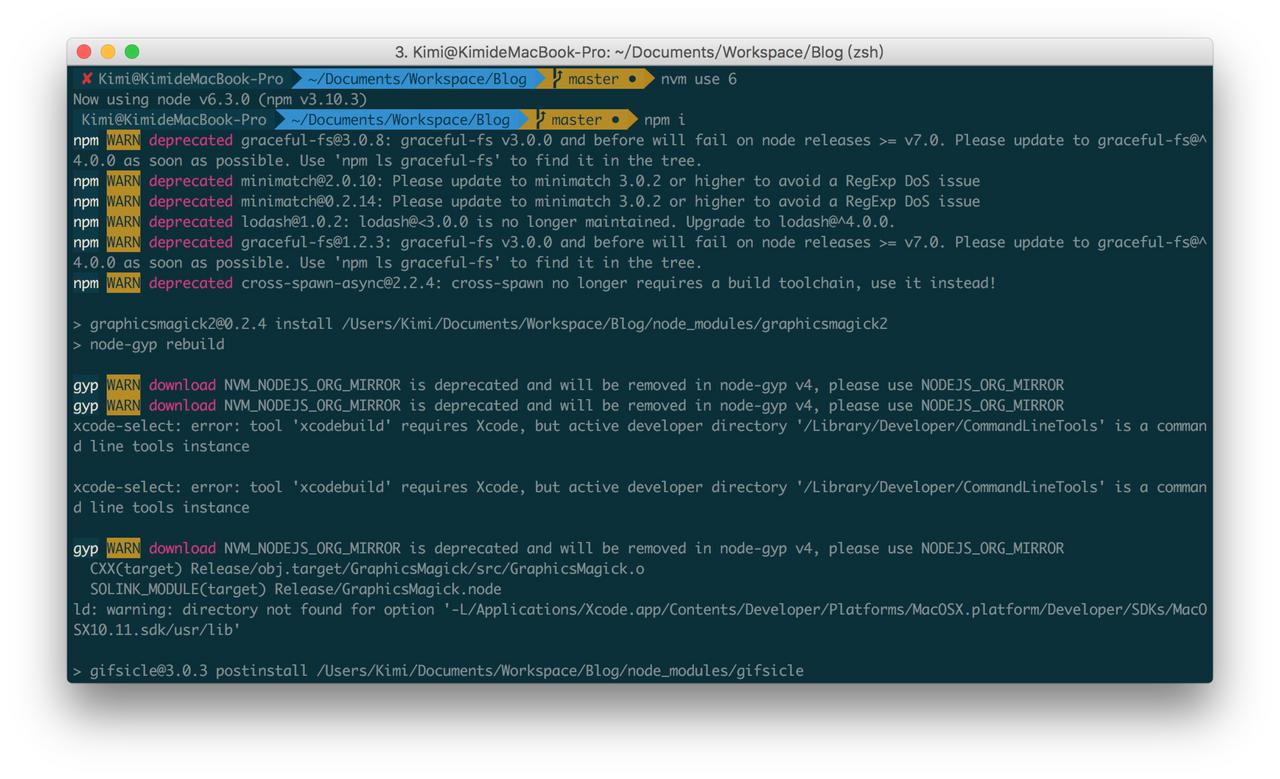 3. Kimi@KimideMacBook-Pro: ~/Documents/Workspace/Blog (zsh)
✘ Kimi@KimideMacBook-Pro ~/Documents/Workspace/Blog master ● nvm use 6
Now using node v6.3.0 (npm v3.10.3)
Kimi@KimideMacBook-Pro ~/Documents/Workspace/Blog master ● npm i
npm WARN deprecated graceful-fs@3.0.8: graceful-fs v3.0.0 and before will fail on node releases >= v7.0. Please update to graceful-fs@^
4.0.0 as soon as possible. Use 'npm ls graceful-fs' to find it in the tree.
npm WARN deprecated minimatch@2.0.10: Please update to minimatch 3.0.2 or higher to avoid a RegExp DoS issue
npm WARN deprecated minimatch@0.2.14: Please update to minimatch 3.0.2 or higher to avoid a RegExp DoS issue
npm WARN deprecated lodash@1.0.2: lodash@<3.0.0 is no longer maintained. Upgrade to lodash@^4.0.0.
npm WARN deprecated graceful-fs@1.2.3: graceful-fs v3.0.0 and before will fail on node releases >= v7.0. Please update to graceful-fs@^
4.0.0 as soon as possible. Use 'npm ls graceful-fs' to find it in the tree.
npm WARN deprecated cross-spawn-async@2.2.4: cross-spawn no longer requires a build toolchain, use it instead!
> graphicsmagick2@0.2.4 install /Users/Kimi/Documents/Workspace/Blog/node_modules/graphicsmagick2
> node-gyp rebuild
gyp WARN download NVM_NODEJS_ORG_MIRROR is deprecated and will be removed in node-gyp v4, please use NODEJS_ORG_MIRROR
gyp WARN download NVM_NODEJS_ORG_MIRROR is deprecated and will be removed in node-gyp v4, please use NODEJS_ORG_MIRROR
xcode-select: error: tool 'xcodebuild' requires Xcode, but active developer directory '/Library/Developer/CommandLineTools' is a comman
d line tools instance
xcode-select: error: tool 'xcodebuild' requires Xcode, but active developer directory '/Library/Developer/CommandLineTools' is a comman
d line tools instance
gyp WARN download NVM_NODEJS_ORG_MIRROR is deprecated and will be removed in node-gyp v4, please use NODEJS_ORG_MIRROR
CXX(target) Release/obj.target/GraphicsMagick/src/GraphicsMagick.o
SOLINK_MODULE(target) Release/GraphicsMagick.node
ld: warning: directory not found for option '-L/Applications/Xcode.app/Contents/Developer/Platforms/MacOSX.platform/Developer/SDKs/MacO
SX10.11.sdk/usr/lib'
> gifsicle@3.0.3 postinstall /Users/Kimi/Documents/Workspace/Blog/node_modules/gifsicle